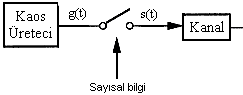 Kaos
Üreteci
g(t)
s(t)
Kanal
Sayısal bilgi